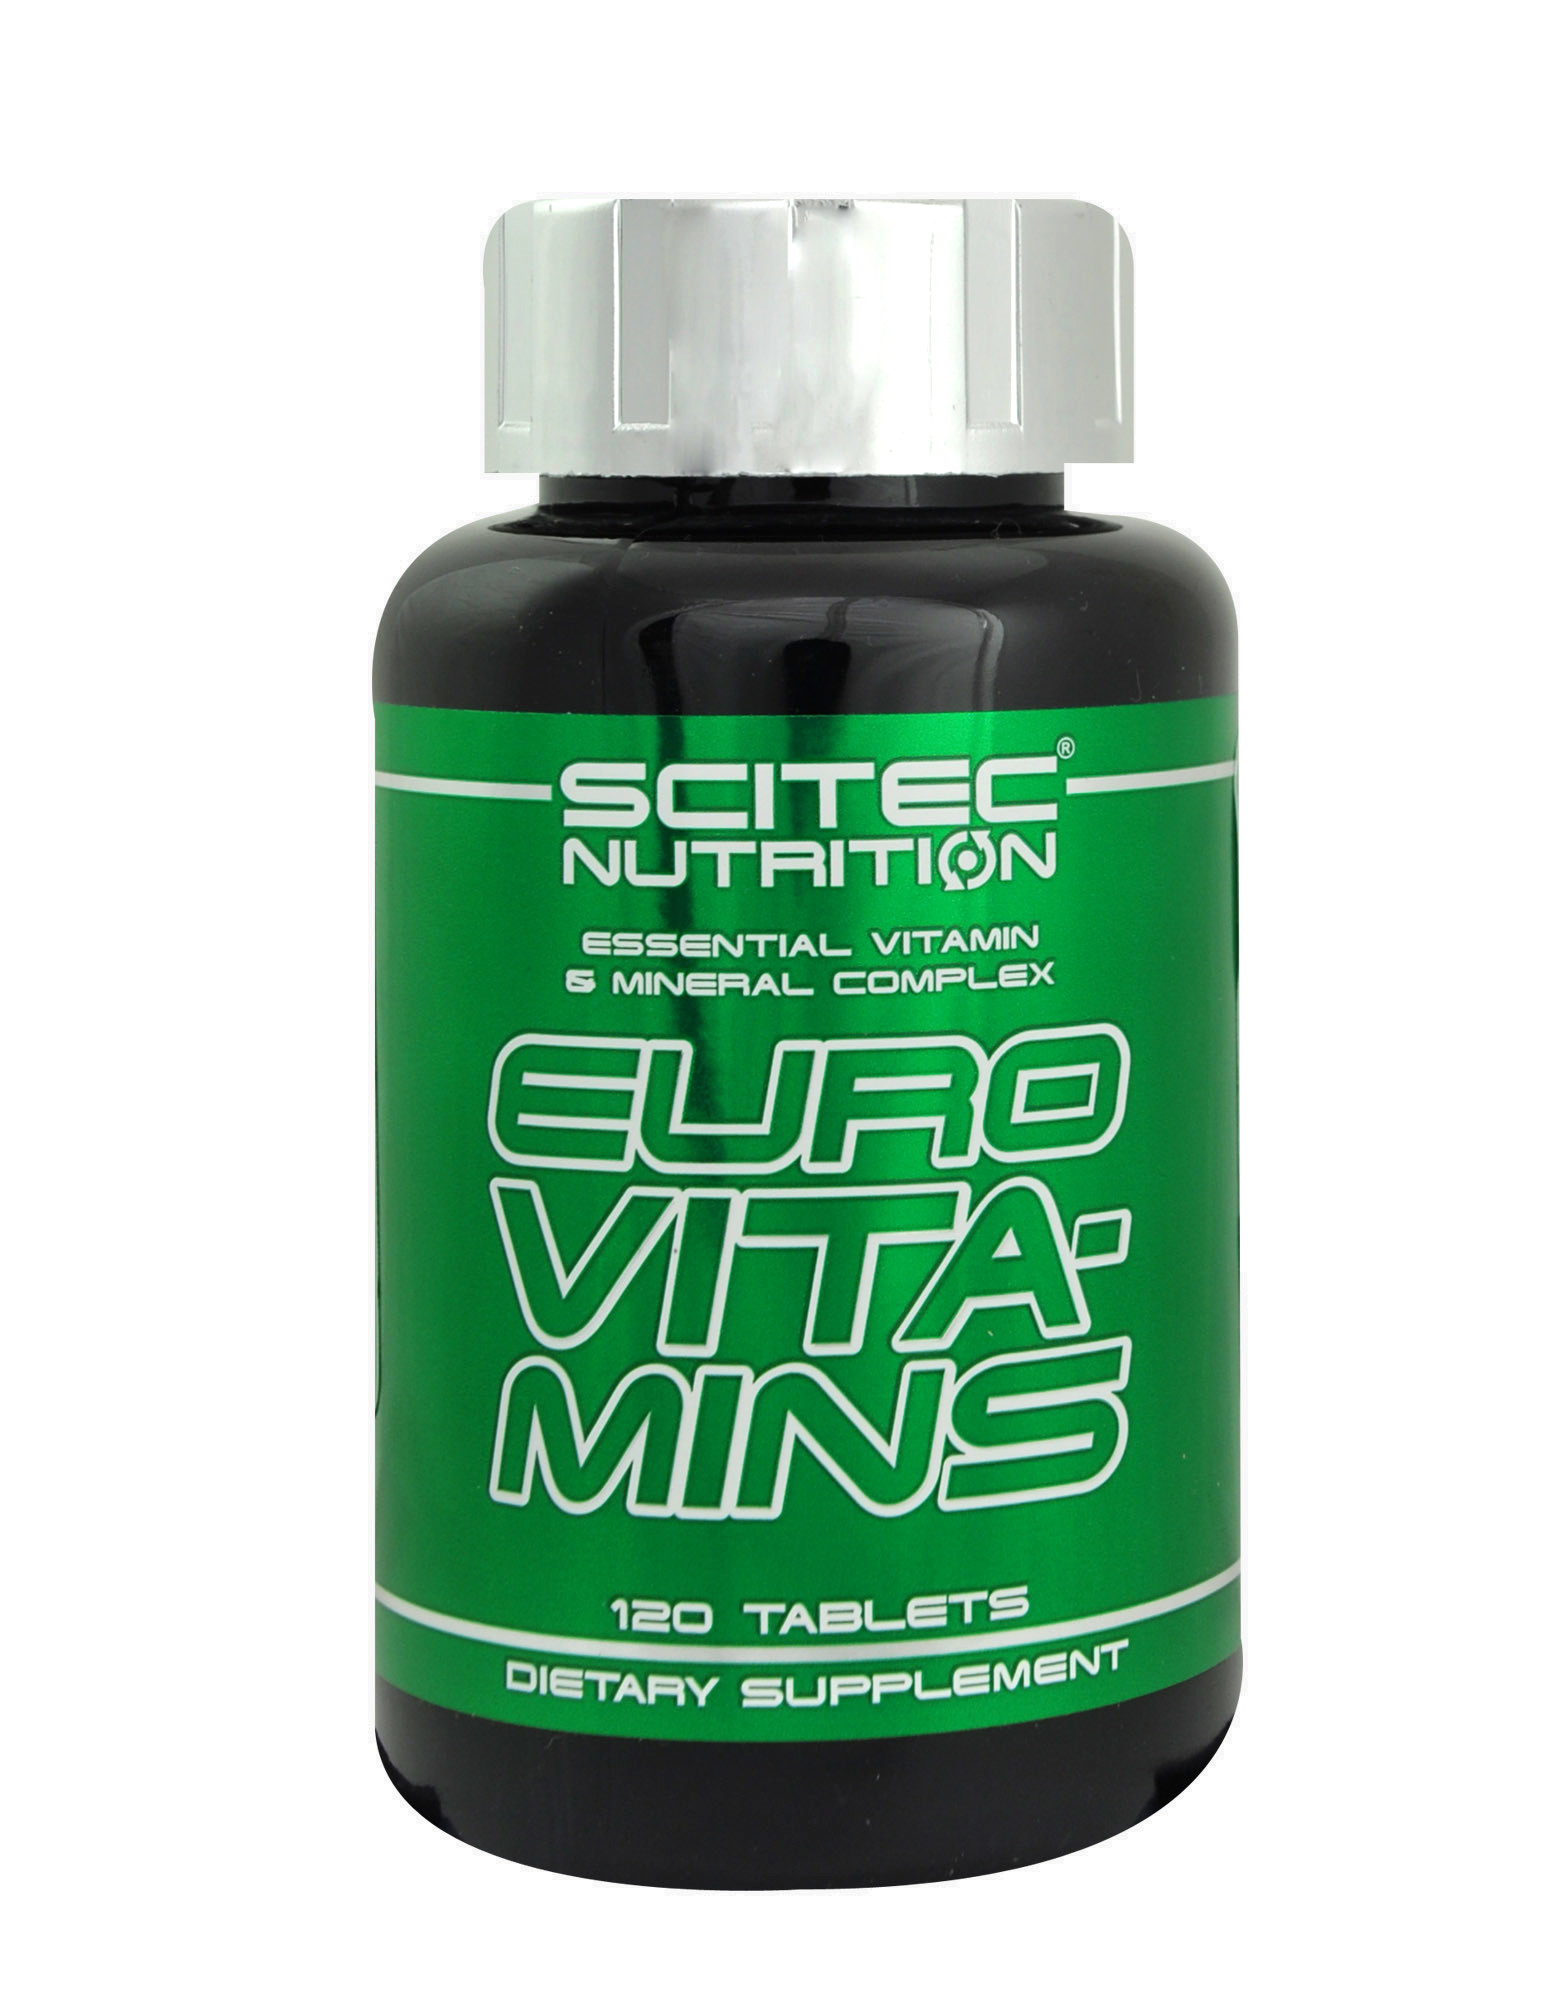 SCITEC®
NUTRITION
ESSENTIAL VITAMIN
& MINERAL COMPLEX
EURO
VITA-
MINS
120 TABLETS
DIETARY SUPPLEMENT